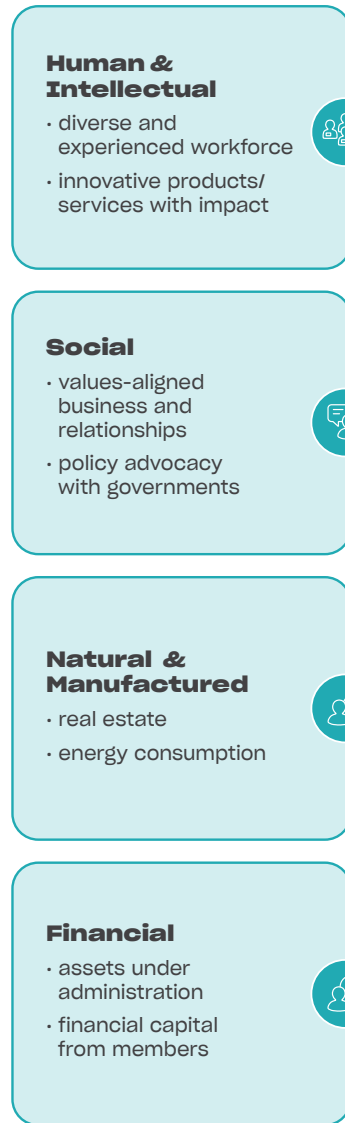 Human &
Intellectual
· diverse and
experienced workforce
· innovative products/
services with impact
Social
· values-aligned
business and
relationships
· policy advocacy
with governments
Natural &
Manufactured
· real estate
· energy consumption
Financial
· assets under
administration
· financial capital
from members